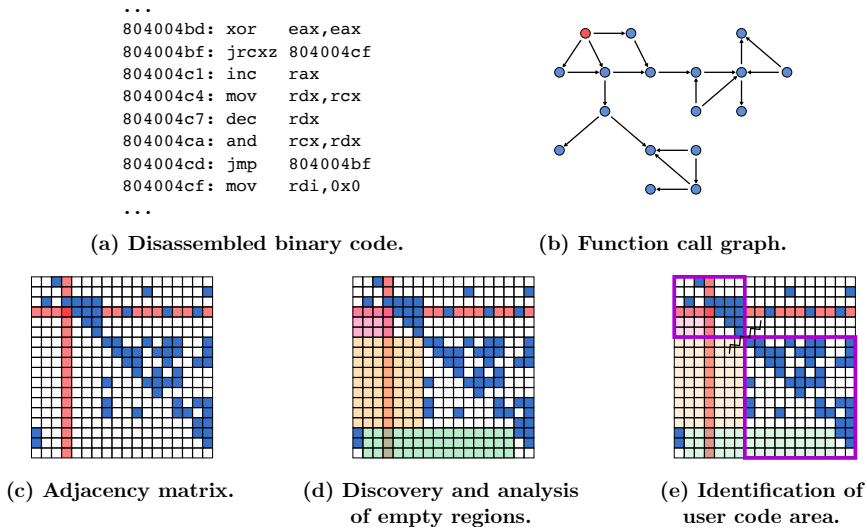 ...
804004bd: xor eax,eax
804004bf: jrcxz 804004cf
804004c1: inc rax
804004c4: mov rdx,rcx
804004c7: dec rdx
804004ca: and rcx,rdx
804004cd: jmp 804004bf
804004cf: mov rdi,0x0
...
(a) Disassembled binary code.
(b) Function call graph.
(c) Adjacency matrix.
(d) Discovery and analysis
of empty regions.
(e) Identification of
user code area.